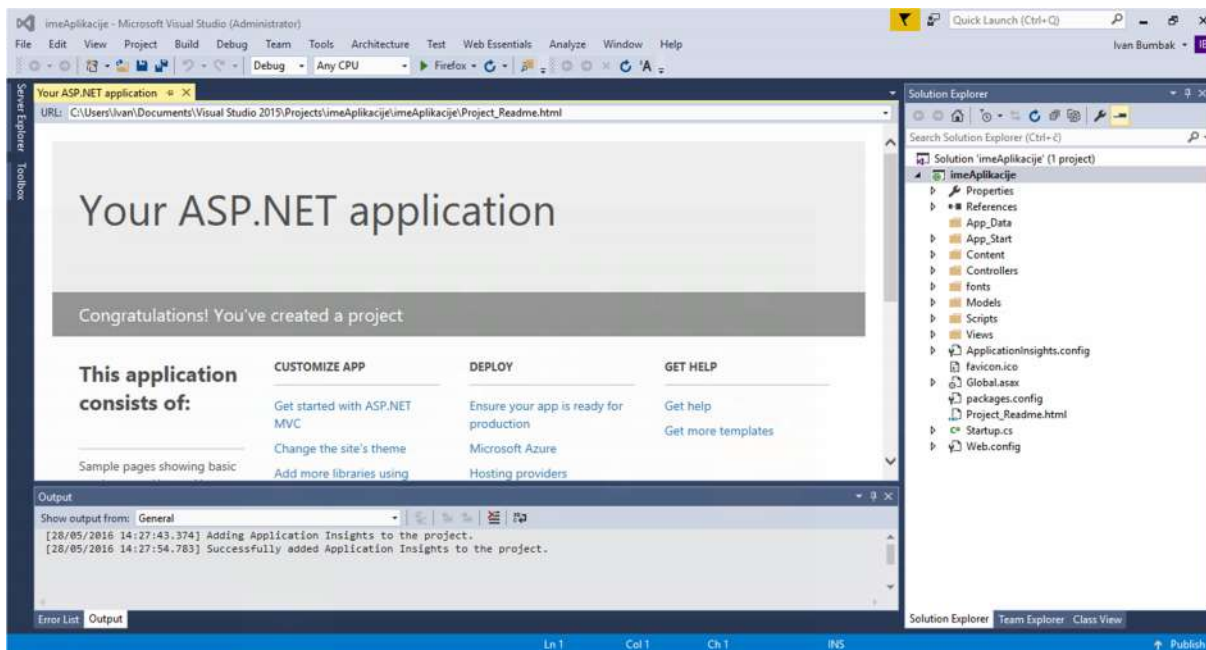 imeAplikacije - Microsoft Visual Studio (Administrator)
Quick Launch (Ctrl+Q)
File Edit View Project Build Debug Team Tools Architecture Test Web Essentials Analyze Window Help
Ivan Bumbak
Debug Any CPU Firefox
Server Explorer
Toolbox
Your ASP.NET application
URL: C:\Users\Ivan\Documents\Visual Studio 2015\Projects\imeAplikacije\imeAplikacije\Project_Readme.html
Your ASP.NET application
Congratulations! You've created a project
This application
consists of:
Sample pages showing basic
CUSTOMIZE APP
Get started with ASP.NET
MVC
Change the site's theme
Add more libraries using
DEPLOY
Ensure your app is ready for
production
Microsoft Azure
Hosting providers
GET HELP
Get help
Get more templates
Output
Show output from: General
[28/05/2016 14:27:43.374] Adding Application Insights to the project.
[28/05/2016 14:27:54.783] Successfully added Application Insights to the project.
Error List Output
Solution Explorer
Search Solution Explorer (Ctrl+č)
Solution 'imeAplikacije' (1 project)
imeAplikacije
Properties
References
App_Data
App_Start
Content
Controllers
fonts
Models
Scripts
Views
ApplicationInsights.config
favicon.ico
Global.asax
packages.config
Project_Readme.html
Startup.cs
Web.config
Solution Explorer Team Explorer Class View
Ln 1 Col 1 Ch 1 INS Publish